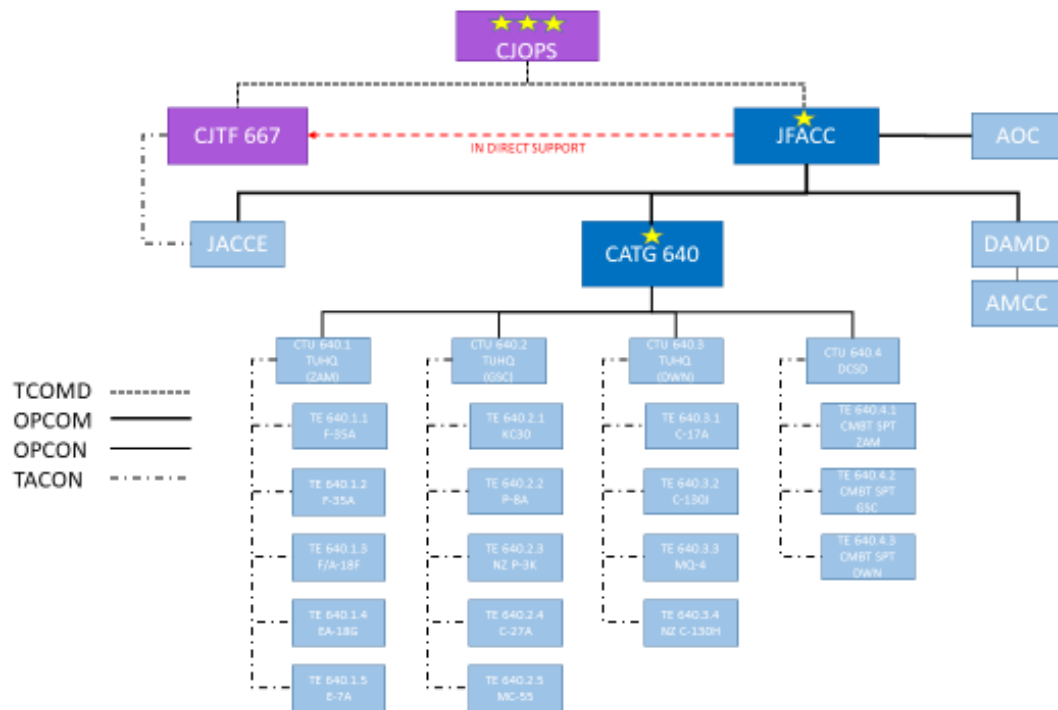 CJOPS
CJTF 667
IN DIRECT SUPPORT
JFACC
AOC
JACCE
CATG 640
DAMD
AMCC
CTU 640.1
TUHQ
(ZAM)
CTU 640.2
TUHQ
(GSC)
CTU 640.3
TUHQ
(DWN)
CTU 640.4
DCSD
TCOMD
OPCOM
OPCON
TACON
TE 640.1.1
F-35A
TE 640.2.1
KC30
TE 640.3.1
C-17A
TE 640.4.1
CMBT SPT
ZAM
TE 640.1.2
F-35A
TE 640.2.2
P-8A
TE 640.3.2
C-130J
TE 640.4.2
CMBT SPT
GSC
TE 640.1.3
F/A-18F
TE 640.2.3
NZ P-3K
TE 640.3.3
MQ-4
TE 640.4.3
CMBT SPT
DWN
TE 640.1.4
EA-18G
TE 640.2.4
C-27A
TE 640.3.4
NZ C-130H
TE 640.1.5
E-7A
TE 640.2.5
MC-55